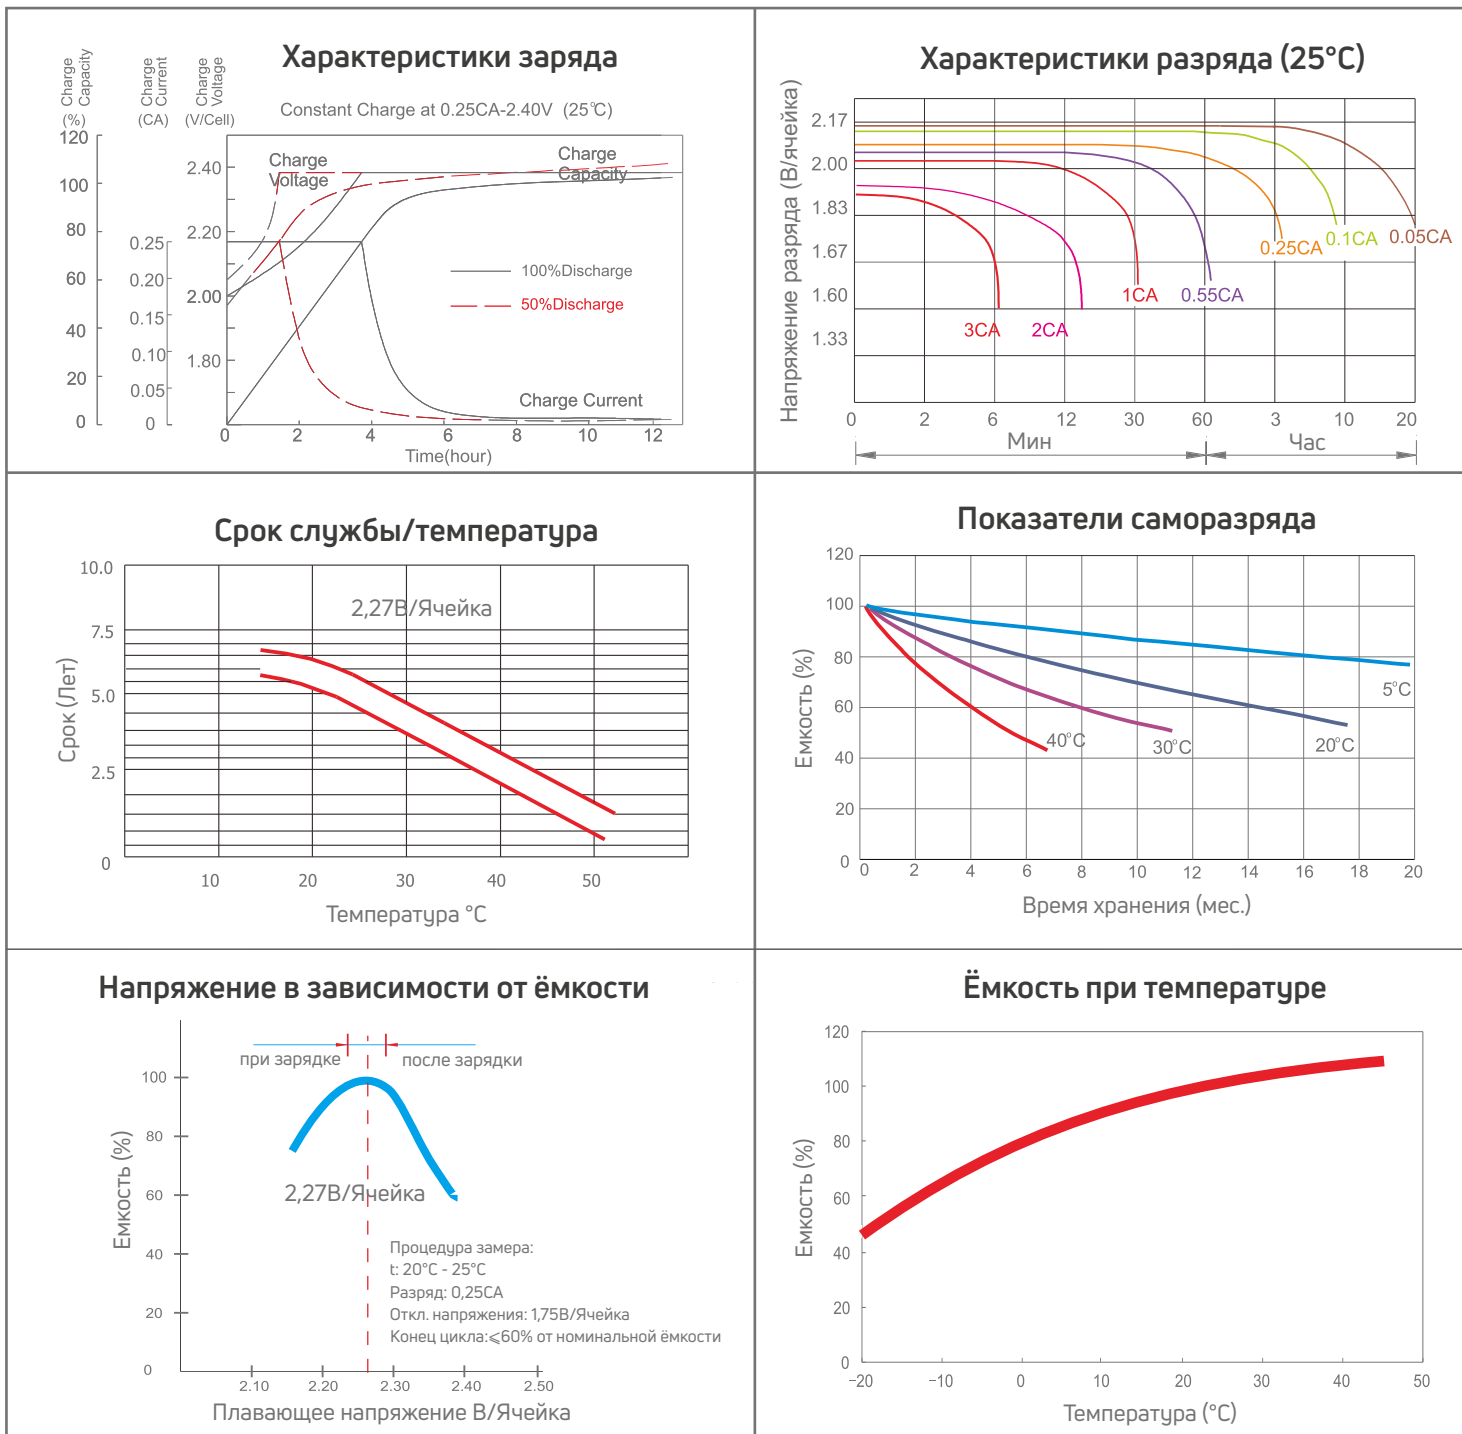 Характеристики заряда
Charge Capacity (%)
Charge Current (CA)
Charge Voltage (V/Cell)
Constant Charge at 0.25CA-2.40V (25℃)
120
100
80
60
40
20
0
0.25
0.20
0.15
0.10
0.05
0
2.40
2.20
2.00
1.80
Charge
Voltage
Charge
Capacity
100%Discharge
50%Discharge
Charge Current
0 2 4 6 8 10 12
Time(hour)
Характеристики разряда (25°C)
Напряжение разряда (В/ячейка)
2.17
2.00
1.83
1.67
1.60
1.33
3CA
2CA
1CA
0.55CA
0.25CA
0.1CA
0.05CA
0 2 6 12 30 60 3 10 20
Мин
Час
Срок службы/температура
Срок (Лет)
10.0
7.5
5.0
2.5
0
2,27В/Ячейка
10 20 30 40 50
Температура °C
Показатели саморазряда
Емкость (%)
120
100
80
60
40
20
0
5°C
20°C
30°C
40°C
0 2 4 6 8 10 12 14 16 18 20
Время хранения (мес.)
Напряжение в зависимости от ёмкости
при зарядке
после зарядки
Емкость (%)
100
80
60
40
20
0
2,27В/Ячейка
Процедура замера:
t: 20°C - 25°C
Разряд: 0,25CA
Откл. напряжения: 1,75В/Ячейка
Конец цикла:⩽60% от номинальной ёмкости
2.10 2.20 2.30 2.40 2.50
Плавающее напряжение В/Ячейка
Ёмкость при температуре
Емкость (%)
120
100
80
60
40
20
0
−20 −10 0 10 20 30 40 50
Температура (°C)